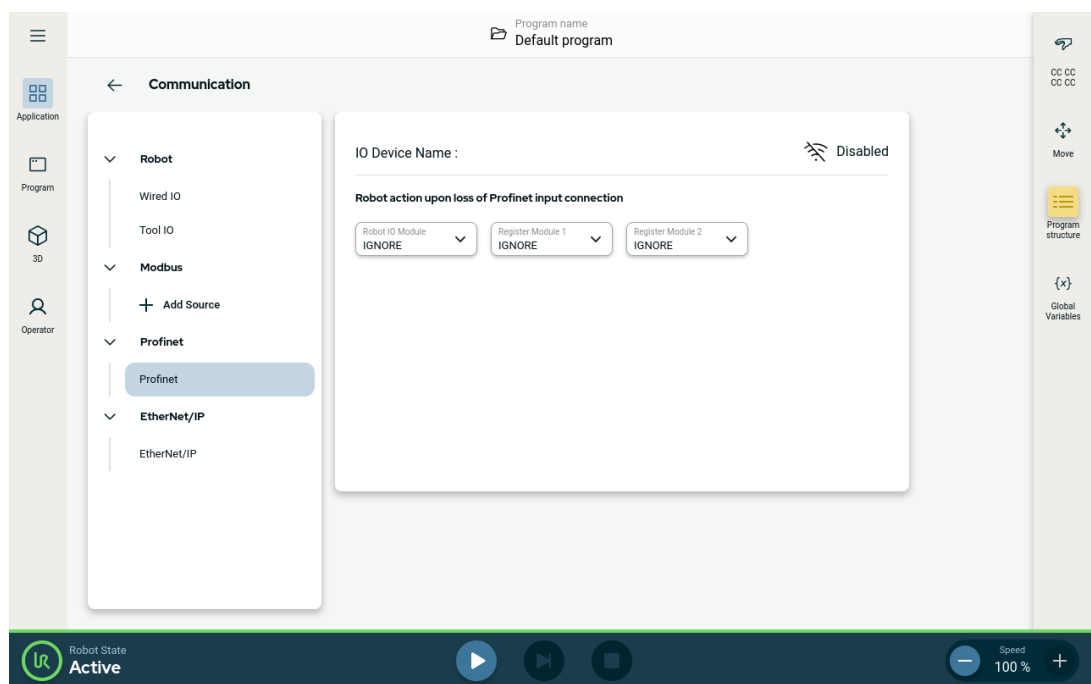 Program name
Default program
Communication
Application
Program
3D
Operator
Robot
Wired IO
Tool IO
Modbus
Add Source
Profinet
Profinet
EtherNet/IP
EtherNet/IP
IO Device Name :
Disabled
Robot action upon loss of Profinet input connection
Robot IO Module
IGNORE
Register Module 1
IGNORE
Register Module 2
IGNORE
CC CC
CC CC
Move
Program
structure
{x}
Global
Variables
UR
Robot State
Active
Speed
100 %